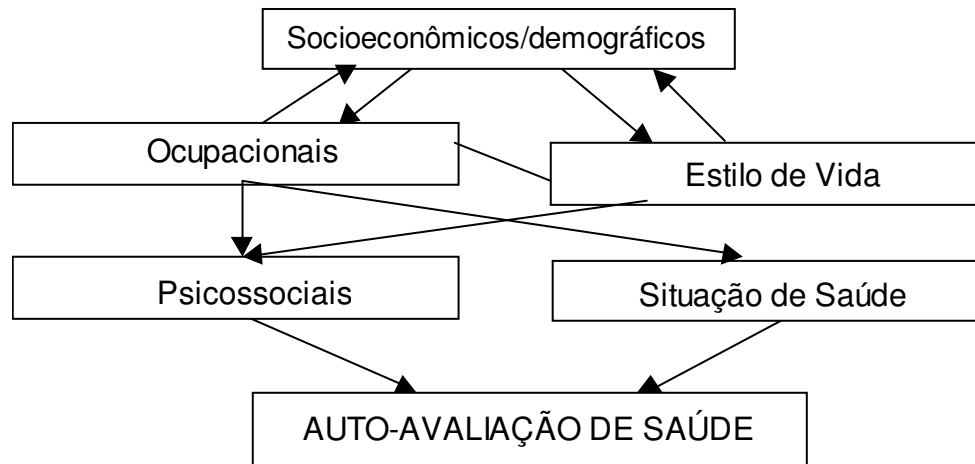 Socioeconômicos/demográficos
Ocupacionais
Estilo de Vida
Psicossociais
Situação de Saúde
AUTO-AVALIAÇÃO DE SAÚDE